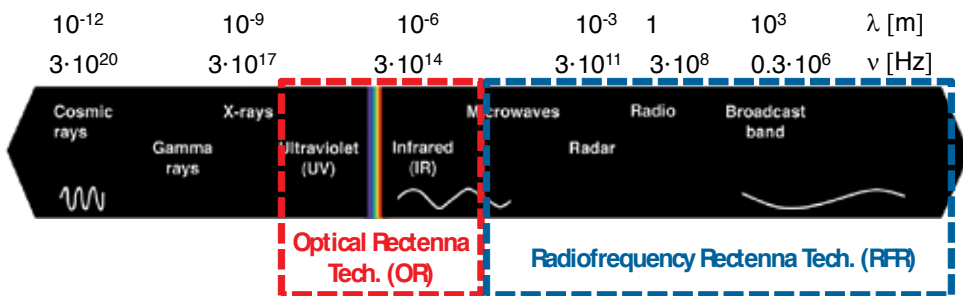 10⁻¹² 10⁻⁹ 10⁻⁶ 10⁻³ 1 10³ λ [m]
3·10²⁰ 3·10¹⁷ 3·10¹⁴ 3·10¹¹ 3·10⁸ 0.3·10⁶ ν [Hz]
Cosmic rays
X-rays
Microwaves
Radio
Broadcast band
Gamma rays
Ultraviolet (UV)
Infrared (IR)
Radar
Optical Rectenna
Tech. (OR)
Radiofrequency Rectenna Tech. (RFR)